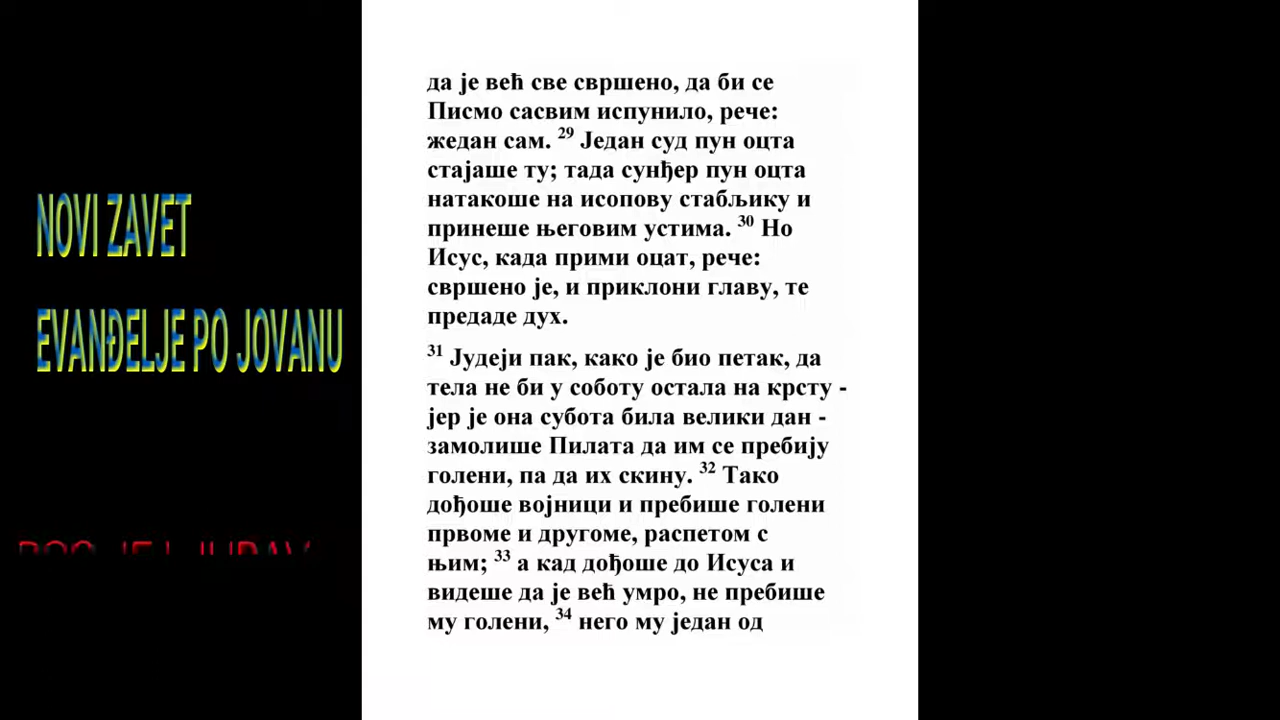 NOVI ZAVET
EVANĐELJE PO JOVANU
да је већ све свршено, да би се
Писмо сасвим испунило, рече:
жедан сам. 29 Један суд пун оцта
стајаше ту; тада сунђер пун оцта
натакоше на исопову стабљику и
принеше његовим устима. 30 Но
Исус, када прими оцат, рече:
свршено је, и приклони главу, те
предаде дух.
31 Јудеји пак, како је био петак, да
тела не би у соботу остала на крсту -
јер је она субота била велики дан -
замолише Пилата да им се пребију
голени, па да их скину. 32 Тако
дођоше војници и пребише голени
првоме и другоме, распетом с
њим; 33 а кад дођоше до Исуса и
видеше да је већ умро, не пребише
му голени, 34 него му један од